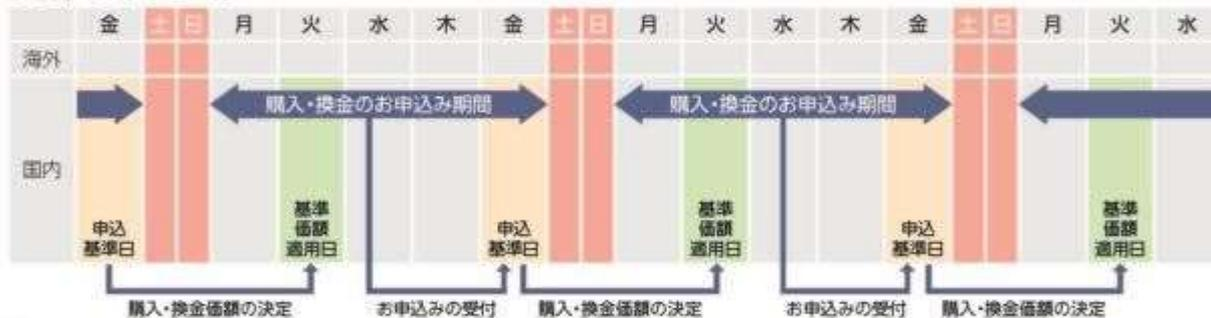 金 土 日 月 火 水 木 金 土 日 月 火 水 木 金 土 日 月 火 水
海外
購入・換金のお申込み期間 購入・換金のお申込み期間
国内
申込
基準日
基準
価額
適用日
申込
基準日
基準
価額
適用日
申込
基準日
基準
価額
適用日
購入・換金価額の決定 お申込みの受付 購入・換金価額の決定 お申込みの受付 購入・換金価額の決定